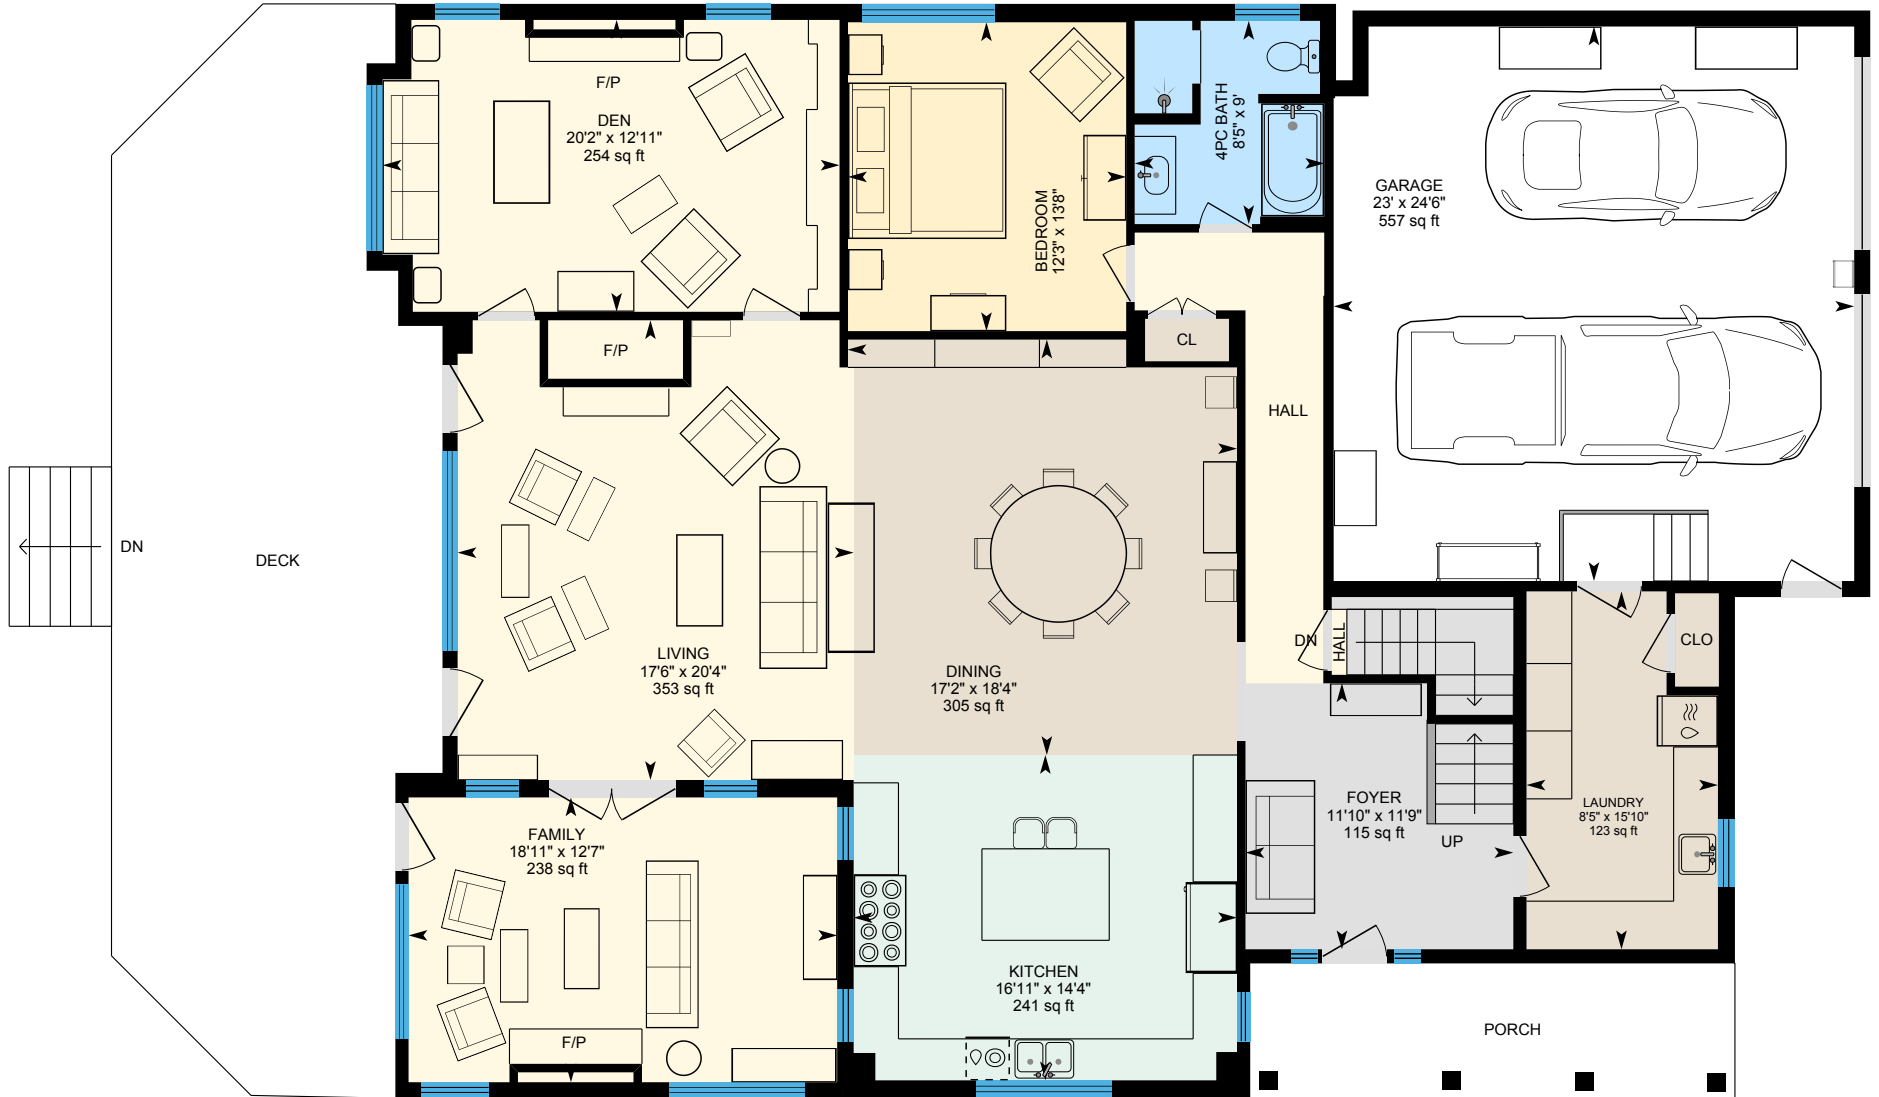 F/P
DEN
20'2" x 12'11"
254 sq ft
BEDROOM
12'3" x 13'8"
4PC BATH
8'5" x 9'
GARAGE
23' x 24'6"
557 sq ft
F/P
CL
HALL
DN
DECK
LIVING
17'6" x 20'4"
353 sq ft
DINING
17'2" x 18'4"
305 sq ft
DN
HALL
CLO
FAMILY
18'11" x 12'7"
238 sq ft
FOYER
11'10" x 11'9"
115 sq ft
UP
LAUNDRY
8'5" x 15'10"
123 sq ft
KITCHEN
16'11" x 14'4"
241 sq ft
F/P
PORCH